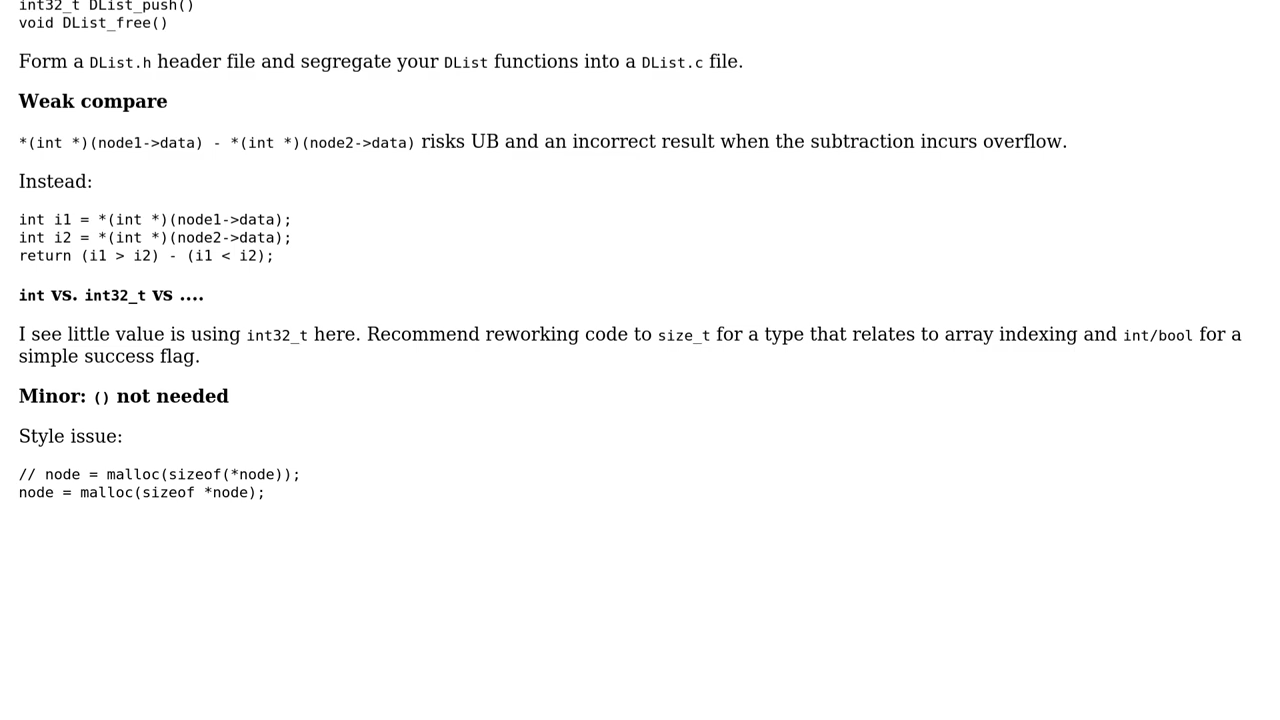 int32_t DList_push()
void DList_free()
Form a DList.h header file and segregate your DList functions into a DList.c file.
Weak compare
*(int *)(node1->data) - *(int *)(node2->data) risks UB and an incorrect result when the subtraction incurs overflow.
Instead:
int i1 = *(int *)(node1->data);
int i2 = *(int *)(node2->data);
return (i1 > i2) - (i1 < i2);
int vs. int32_t vs ....
I see little value is using int32_t here. Recommend reworking code to size_t for a type that relates to array indexing and int/bool for a
simple success flag.
Minor: () not needed
Style issue:
// node = malloc(sizeof(*node));
node = malloc(sizeof *node);